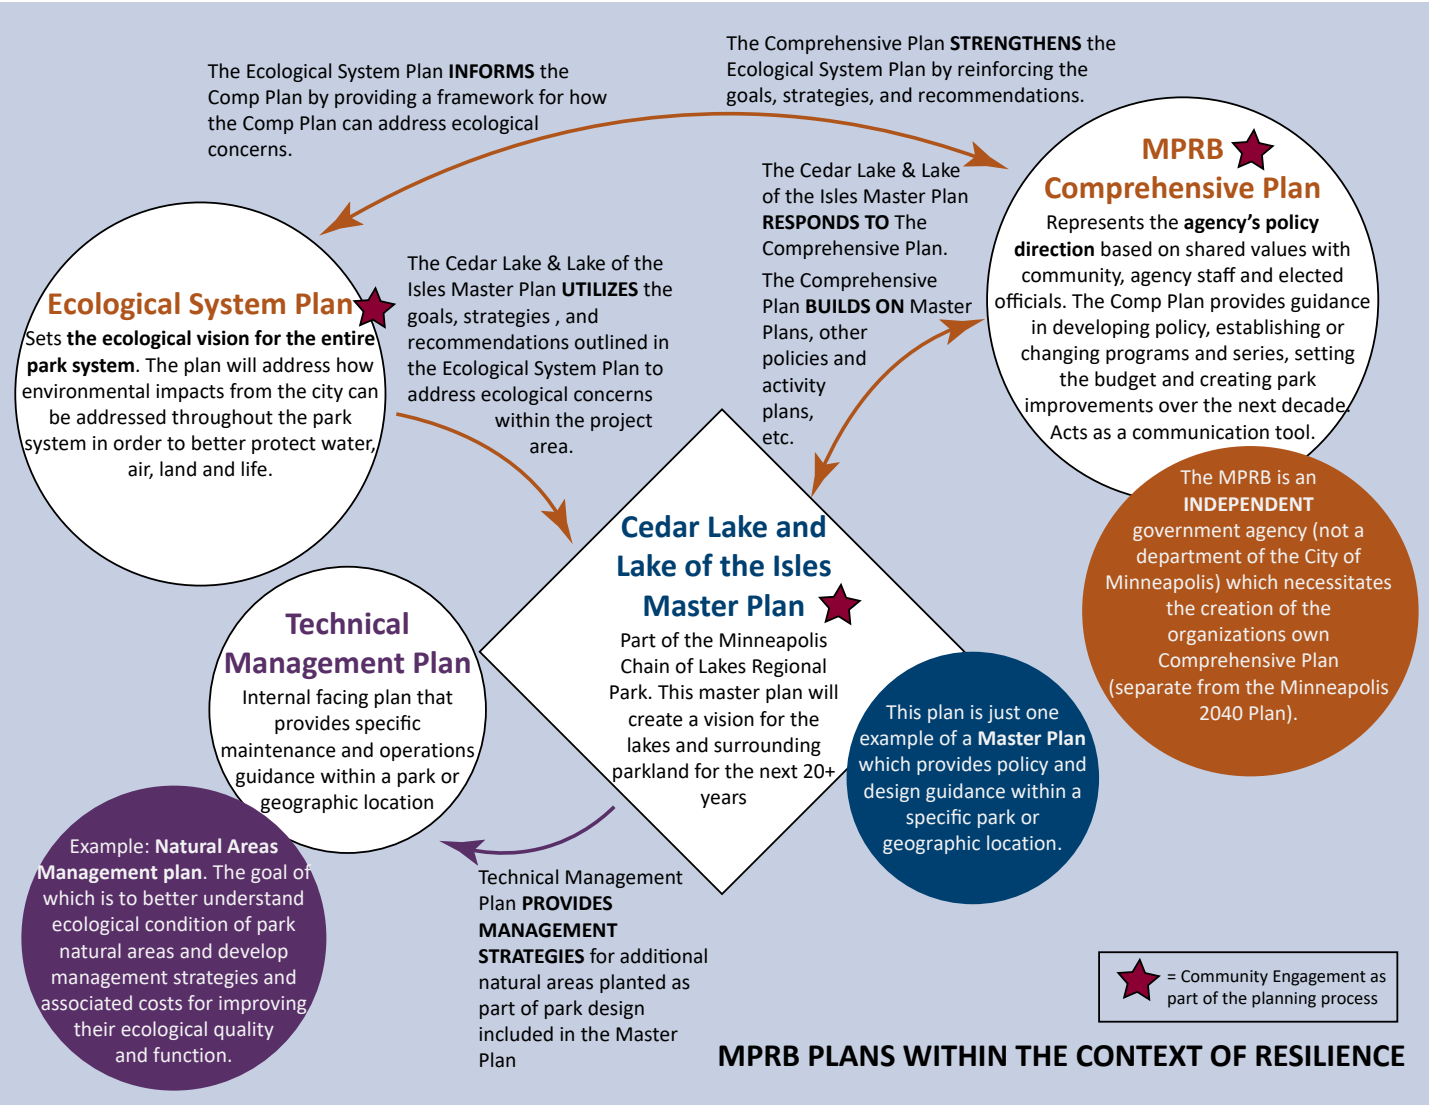 The Ecological System Plan INFORMS the
Comp Plan by providing a framework for how
the Comp Plan can address ecological
concerns.
The Comprehensive Plan STRENGTHENS the
Ecological System Plan by reinforcing the
goals, strategies, and recommendations.
MPRB
Comprehensive Plan
Represents the agency's policy
direction based on shared values with
community, agency staff and elected
officials. The Comp Plan provides guidance
in developing policy, establishing or
changing programs and series, setting
the budget and creating park
improvements over the next decade.
Acts as a communication tool.
The Cedar Lake & Lake
of the Isles Master Plan
RESPONDS TO The
Comprehensive Plan.
The Comprehensive
Plan BUILDS ON Master
Plans, other
policies and
activity
plans,
etc.
Ecological System Plan
Sets the ecological vision for the entire
park system. The plan will address how
environmental impacts from the city can
be addressed throughout the park
system in order to better protect water,
air, land and life.
The Cedar Lake & Lake of the
Isles Master Plan UTILIZES the
goals, strategies , and
recommendations outlined in
the Ecological System Plan to
address ecological concerns
within the project
area.
The MPRB is an
INDEPENDENT
government agency (not a
department of the City of
Minneapolis) which necessitates
the creation of the
organizations own
Comprehensive Plan
(separate from the Minneapolis
2040 Plan).
Cedar Lake and
Lake of the Isles
Master Plan
Part of the Minneapolis
Chain of Lakes Regional
Park. This master plan will
create a vision for the
lakes and surrounding
parkland for the next 20+
years
This plan is just one
example of a Master Plan
which provides policy and
design guidance within a
specific park or
geographic location.
Technical
Management Plan
Internal facing plan that
provides specific
maintenance and operations
guidance within a park or
geographic location
Example: Natural Areas
Management plan. The goal of
which is to better understand
ecological condition of park
natural areas and develop
management strategies and
associated costs for improving
their ecological quality
and function.
Technical Management
Plan PROVIDES
MANAGEMENT
STRATEGIES for additional
natural areas planted as
part of park design
included in the Master
Plan
= Community Engagement as
part of the planning process
MPRB PLANS WITHIN THE CONTEXT OF RESILIENCE